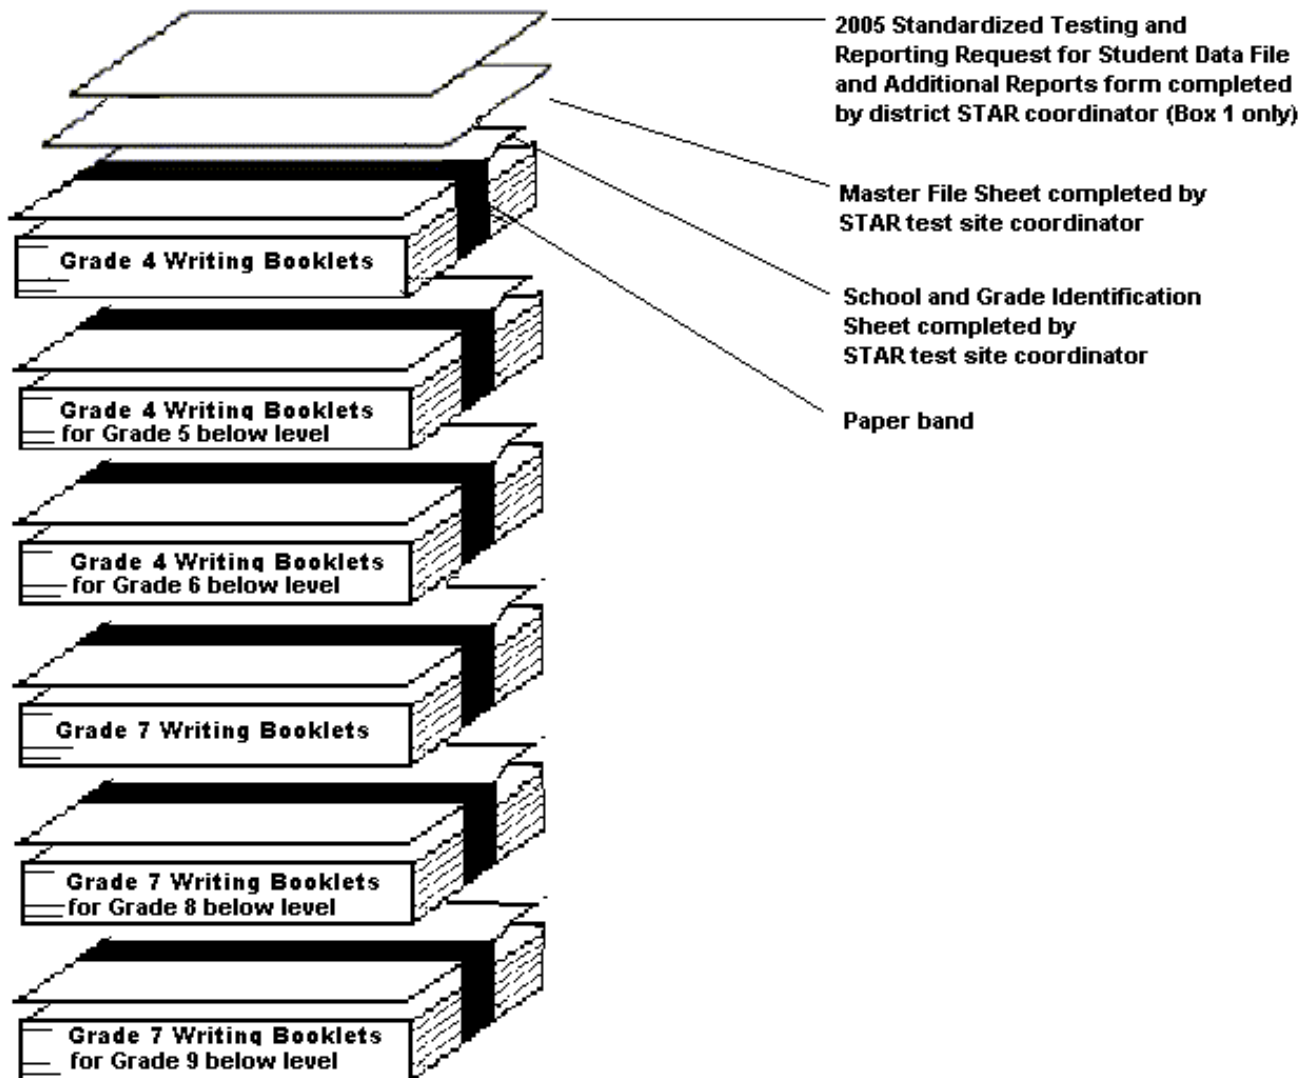 2005 Standardized Testing and
Reporting Request for Student Data File
and Additional Reports form completed
by district STAR coordinator (Box 1 only)
Master File Sheet completed by
STAR test site coordinator
School and Grade Identification
Sheet completed by
STAR test site coordinator
Paper band
Grade 4 Writing Booklets
Grade 4 Writing Booklets
for Grade 5 below level
Grade 4 Writing Booklets
for Grade 6 below level
Grade 7 Writing Booklets
Grade 7 Writing Booklets
for Grade 8 below level
Grade 7 Writing Booklets
for Grade 9 below level